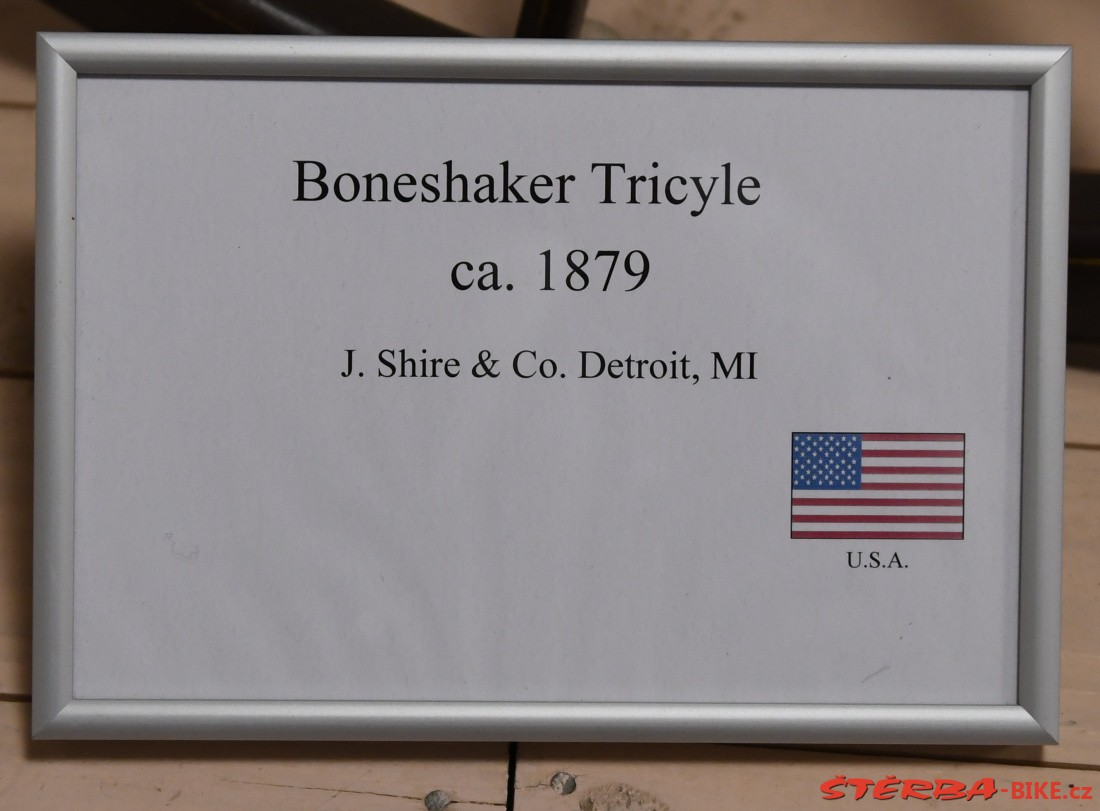 Boneshaker Tricyle
ca. 1879
J. Shire & Co. Detroit, MI
U.S.A.
ŠTĚRBA-BIKE.cz